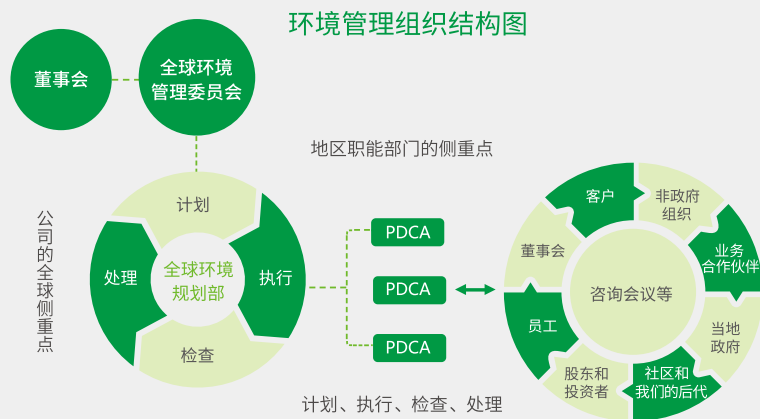 环境管理组织结构图
董事会
全球环境
管理委员会
地区职能部门的侧重点
公司的全球侧重点
计划
执行
检查
处理
全球环境
规划部
PDCA
PDCA
PDCA
客户
非政府
组织
业务
合作伙伴
当地
政府
社区和
我们的后代
股东和
投资者
员工
董事会
咨询会议等
计划、执行、检查、处理